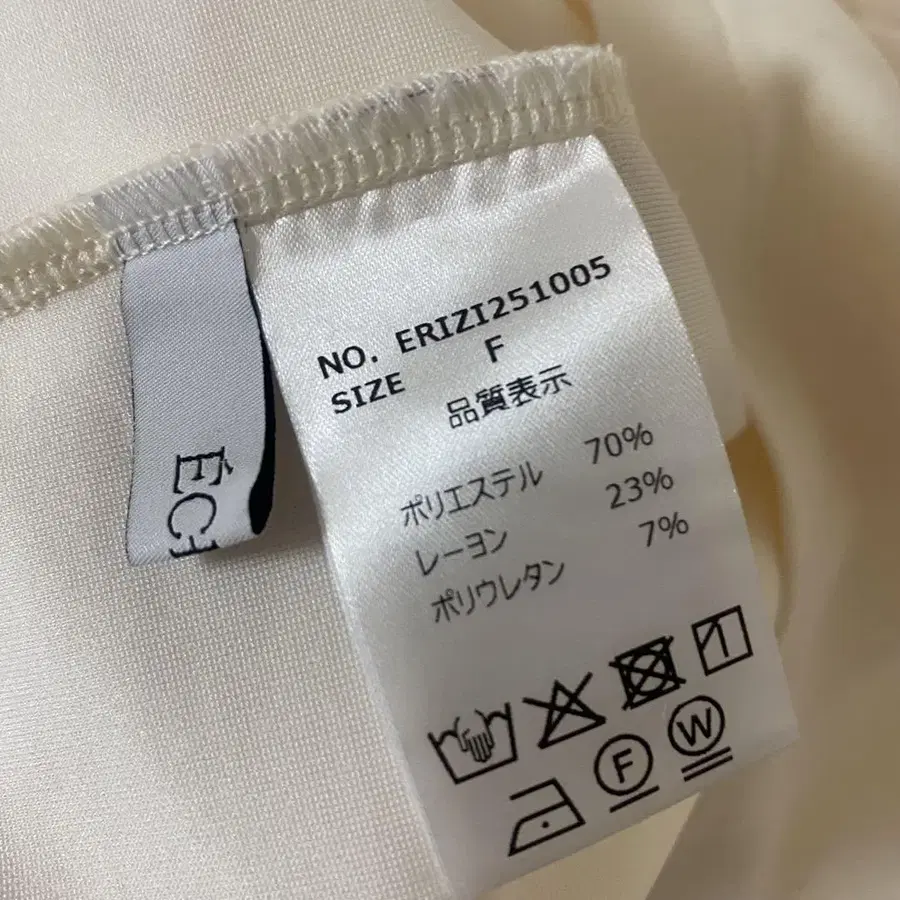 NO. ERIZI251005
SIZE F
品質表示
ポリエステル 70%
レーヨン 23%
ポリウレタン 7%
F
W